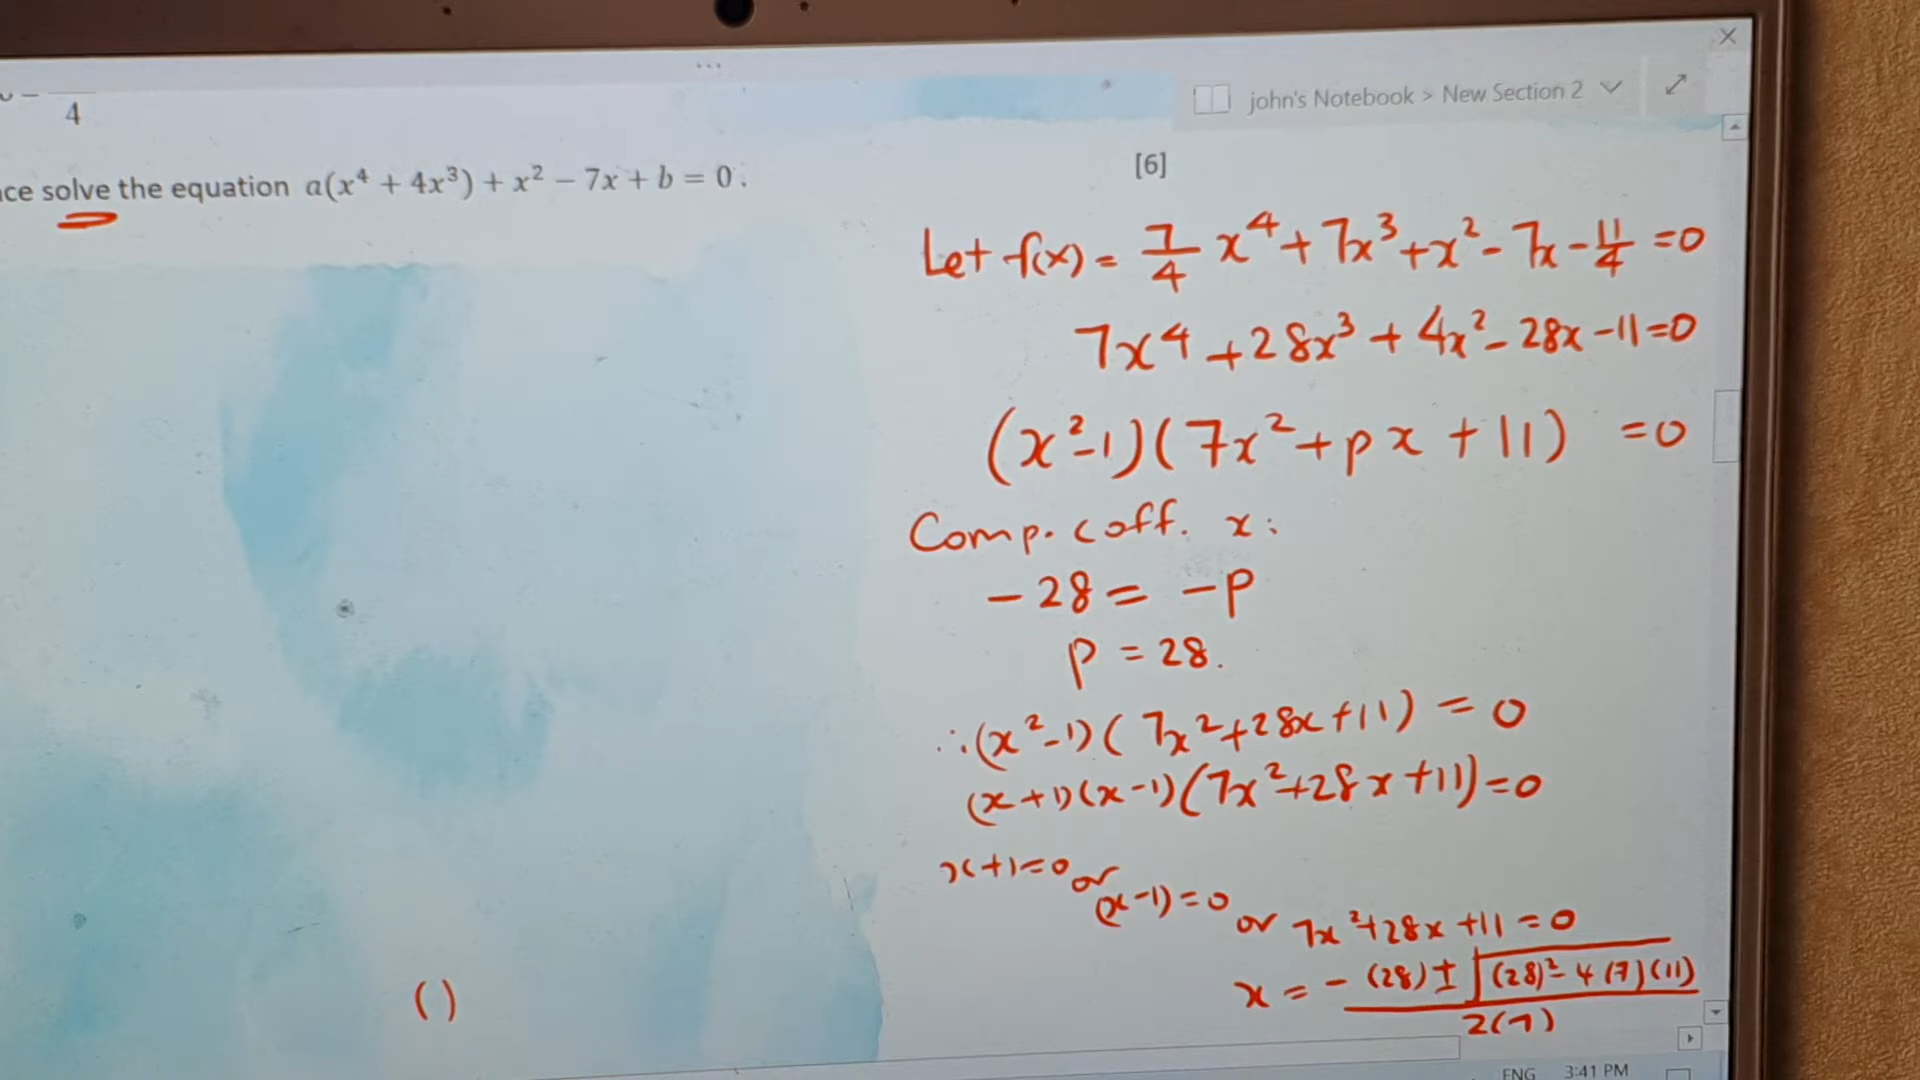 john's Notebook > New Section 2
4
solve the equation a(x⁴ + 4x³) + x² − 7x + b = 0.
[6]
Let f(x) = 7/4 x⁴ + 7x³ + x² - 7x - 11/4 = 0
7x⁴ + 28x³ + 4x² - 28x - 11 = 0
(x² - 1)(7x² + px + 11) = 0
Comp. coff. x:
- 28 = - p
p = 28.
∴ (x² - 1)(7x² + 28x + 11) = 0
(x + 1)(x - 1)(7x² + 28x + 11) = 0
x + 1 = 0 or (x - 1) = 0 or 7x² + 28x + 11 = 0
x = - (28) ± √(28)² - 4 (7)(11)
2(7)
()
ENG 3:41 PM